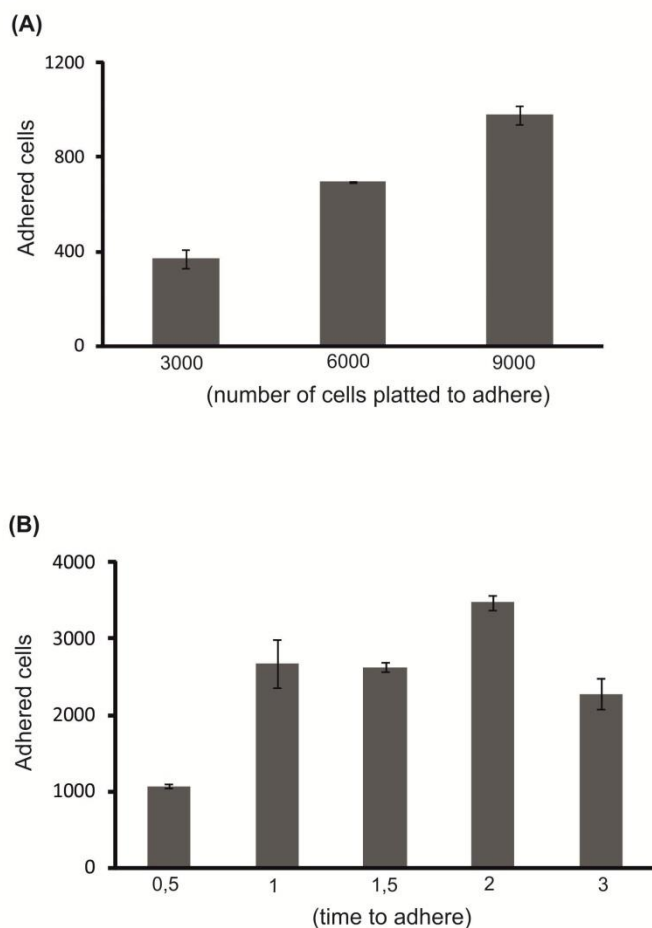 (A)
1200
800
400
0
Adhered cells
3000 6000 9000
(number of cells platted to adhere)
(B)
4000
3000
2000
1000
0
Adhered cells
0,5 1 1,5 2 3
(time to adhere)